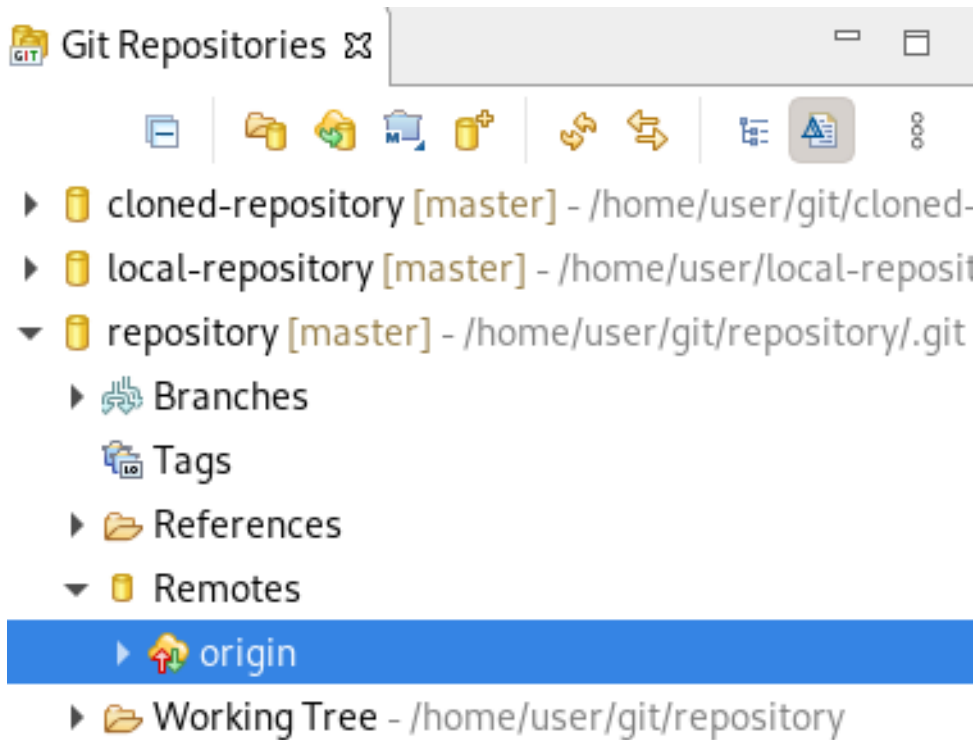 Git Repositories
cloned-repository [master] - /home/user/git/cloned-
local-repository [master] - /home/user/local-reposit
repository [master] - /home/user/git/repository/.git
Branches
Tags
References
Remotes
origin
Working Tree - /home/user/git/repository